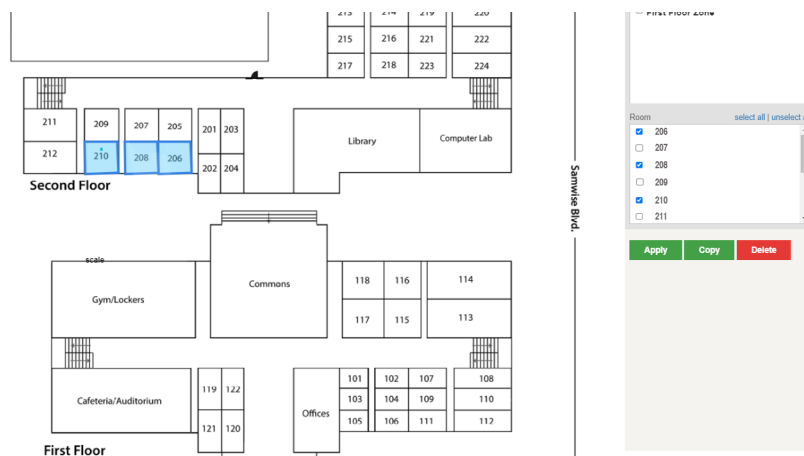 213 214 219 220
215 216 221 222
217 218 223 224
211 209 207 205 201 203
212 210 208 206 202 204
Library
Computer Lab
Second Floor
Samwise Blvd.
scale
Gym/Lockers
Commons
118 116 114
117 115 113
Cafeteria/Auditorium
119 122
121 120
Offices
101 102 107 108
103 104 109 110
105 106 111 112
First Floor
First Floor Zone
Room select all | unselect
206
207
208
209
210
211
Apply Copy Delete